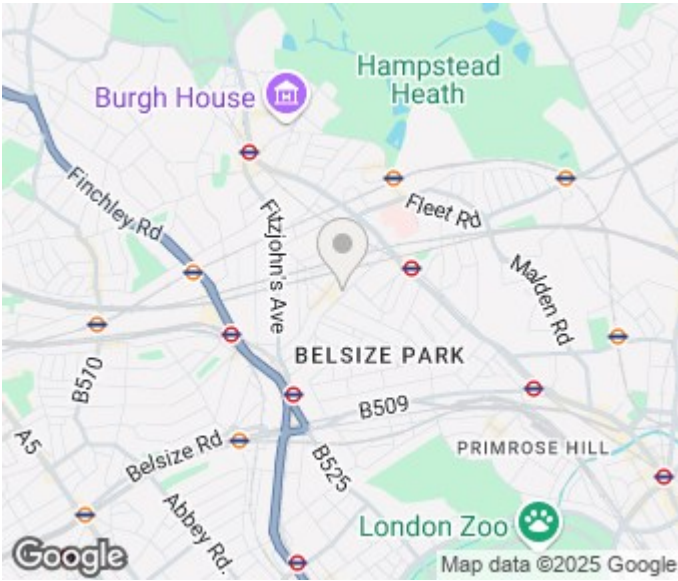 Hampstead
Heath
Burgh House
Finchley Rd
Fitzjohn's Ave
Fleet Rd
Malden Rd
BELSIZE PARK
B570
B509
A5
Belsize Rd
B525
PRIMROSE HILL
Abbey Rd.
London Zoo
Google
Map data ©2025 Google